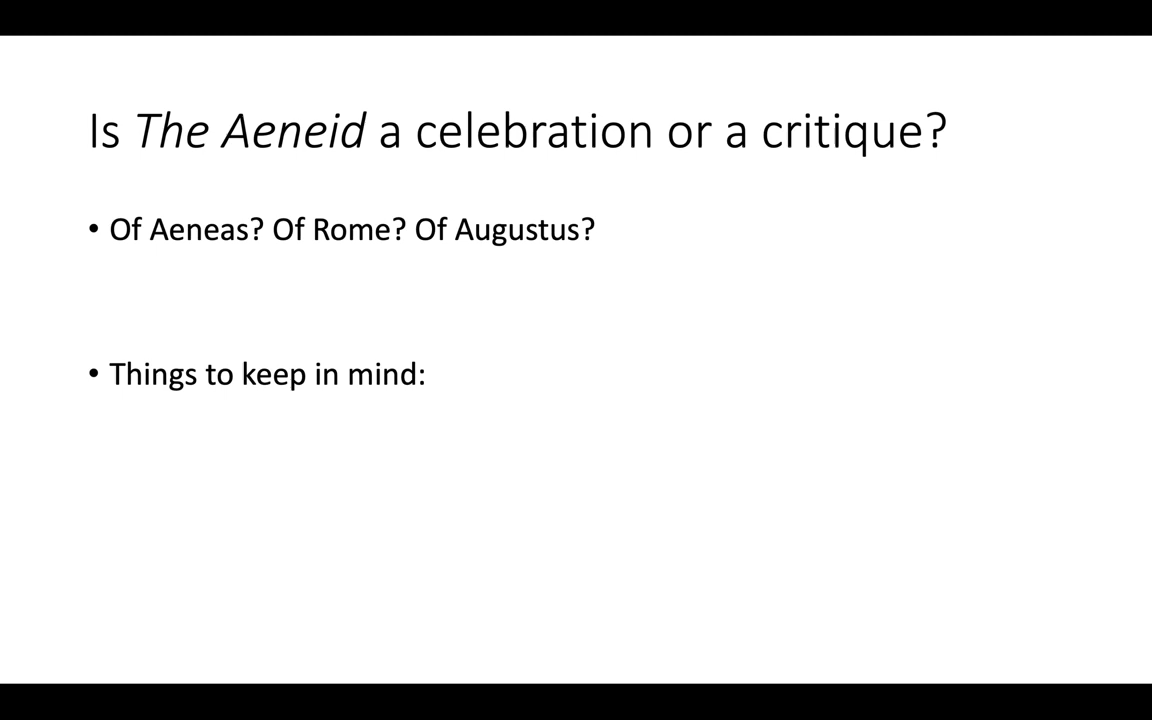 Is The Aeneid a celebration or a critique?
• Of Aeneas? Of Rome? Of Augustus?
• Things to keep in mind: